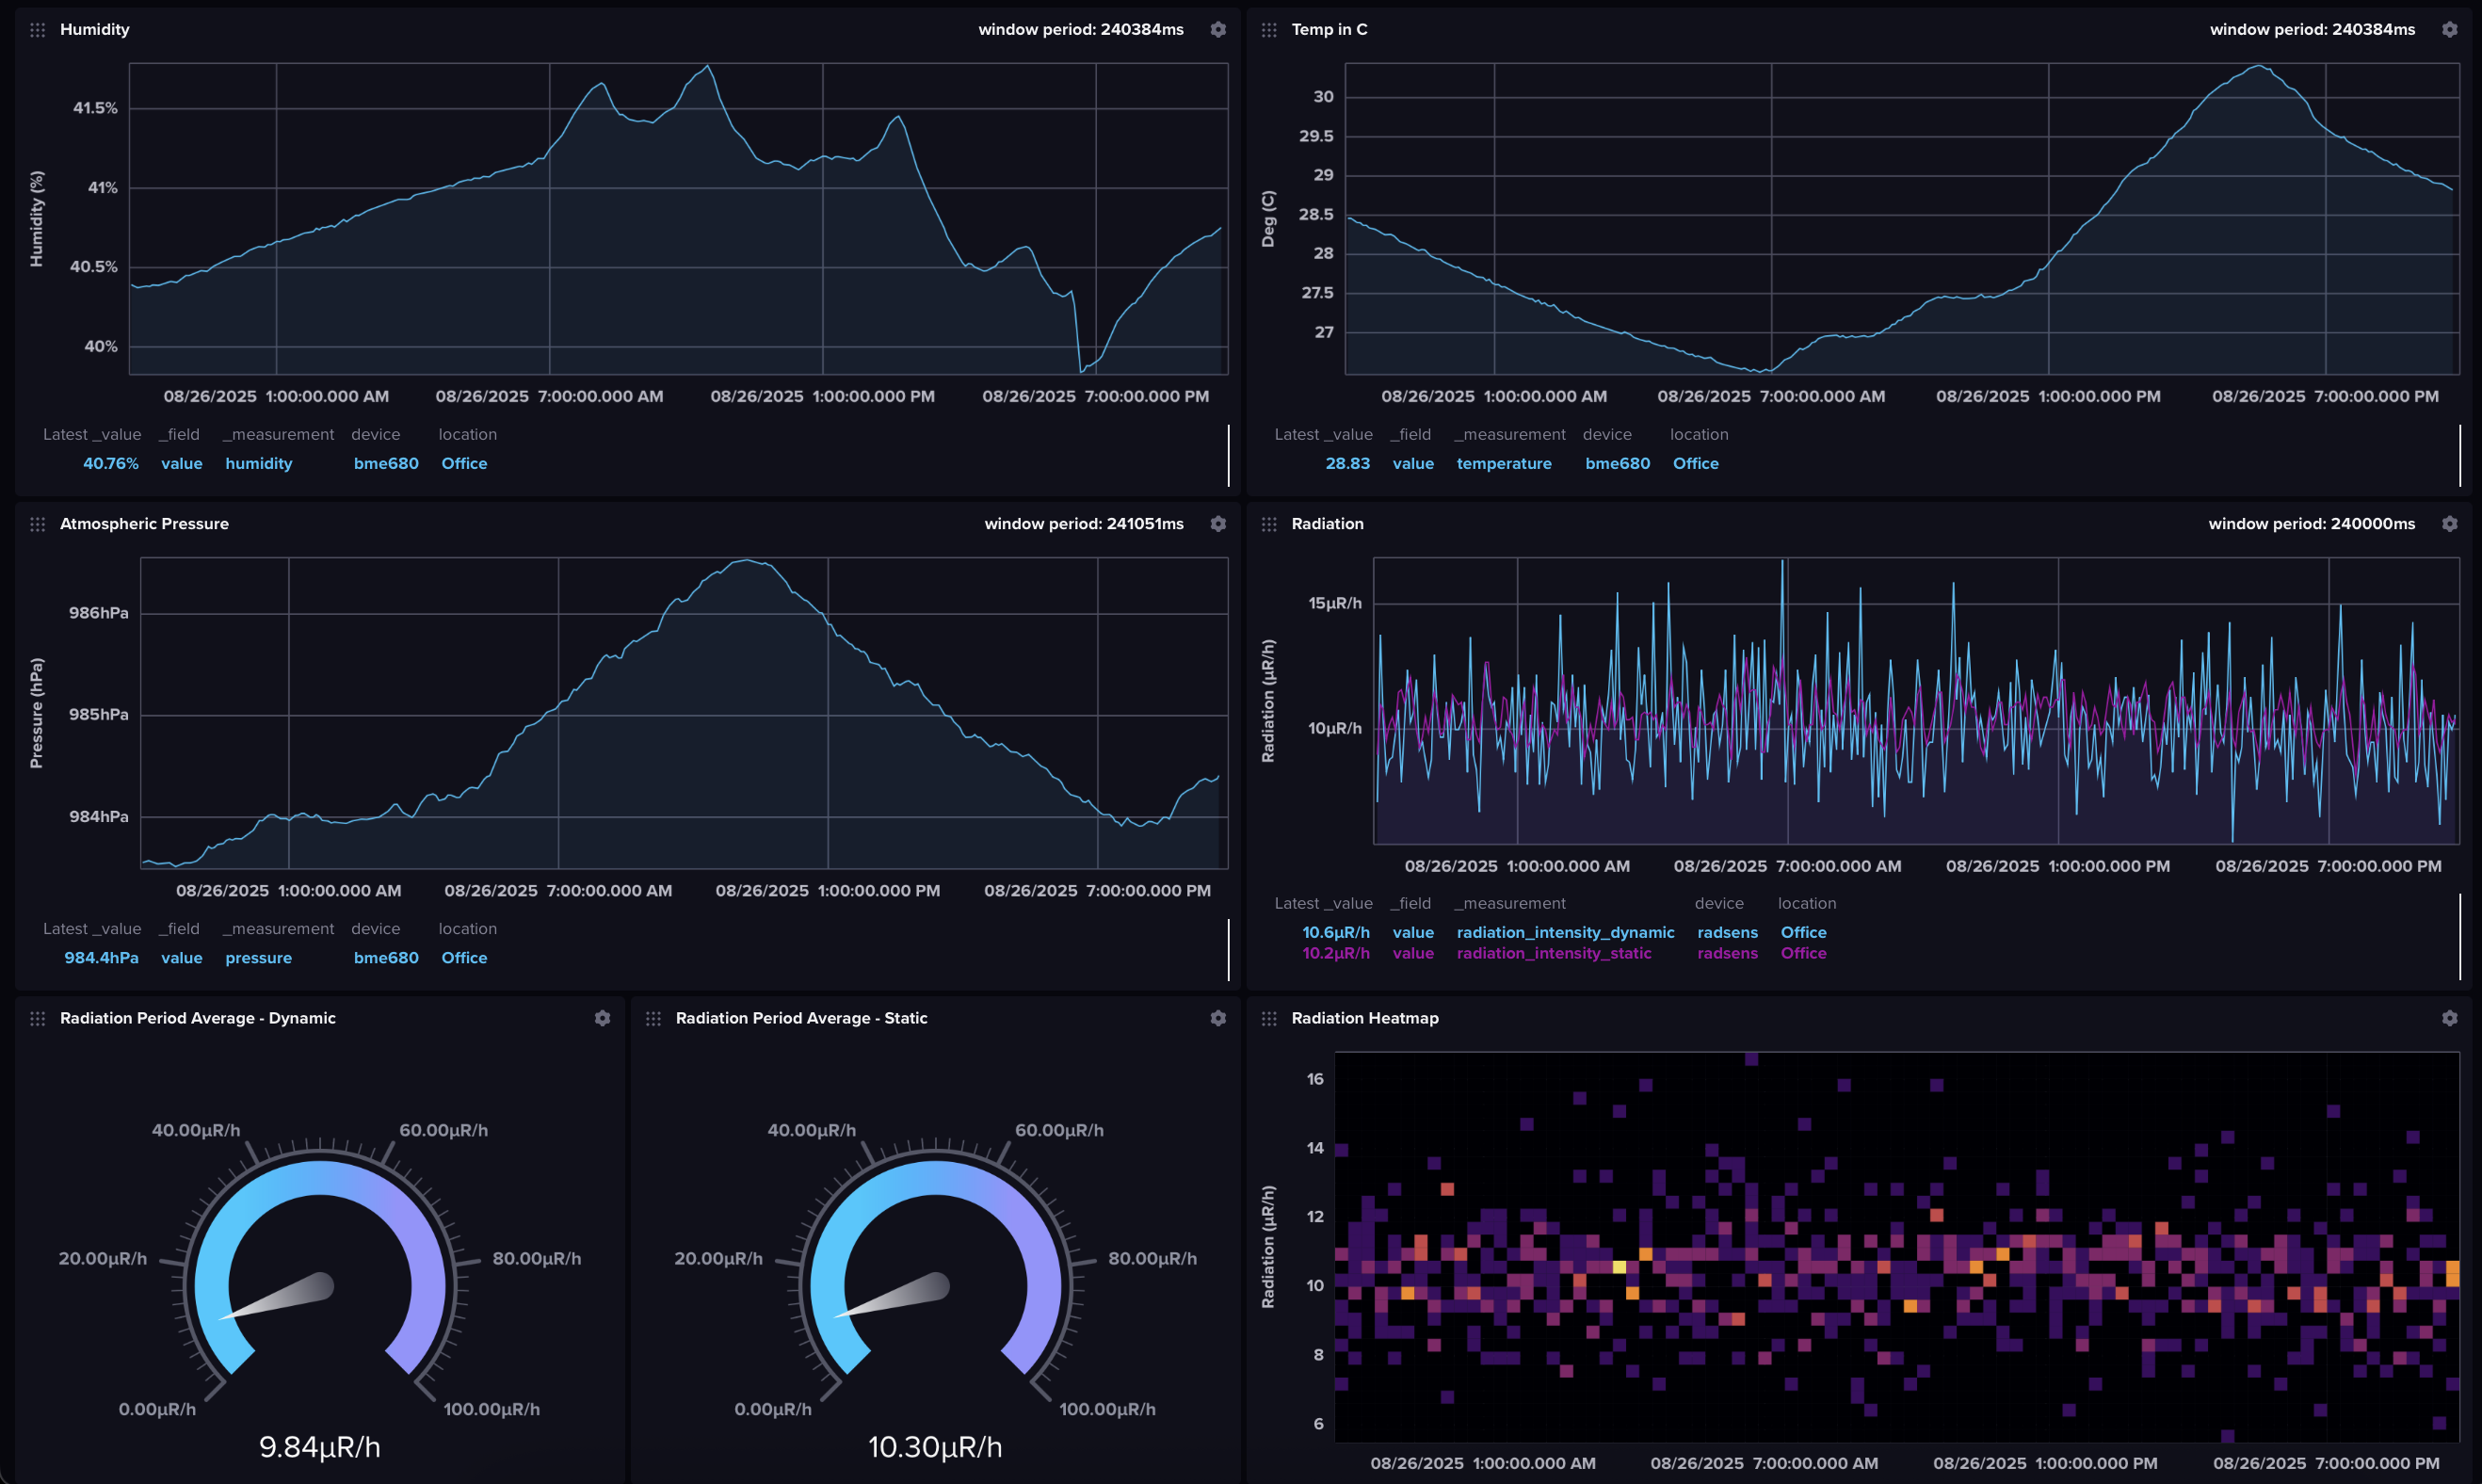 Humidity window period: 240384ms
41.5%
41%
40.5%
40%
Humidity (%)
08/26/2025 1:00:00.000 AM 08/26/2025 7:00:00.000 AM 08/26/2025 1:00:00.000 PM 08/26/2025 7:00:00.000 PM
Latest _value _field _measurement device location
40.76% value humidity bme680 Office
Temp in C window period: 240384ms
30
29.5
29
28.5
28
27.5
27
Deg (C)
08/26/2025 1:00:00.000 AM 08/26/2025 7:00:00.000 AM 08/26/2025 1:00:00.000 PM 08/26/2025 7:00:00.000 PM
Latest _value _field _measurement device location
28.83 value temperature bme680 Office
Atmospheric Pressure window period: 241051ms
986hPa
985hPa
984hPa
Pressure (hPa)
08/26/2025 1:00:00.000 AM 08/26/2025 7:00:00.000 AM 08/26/2025 1:00:00.000 PM 08/26/2025 7:00:00.000 PM
Latest _value _field _measurement device location
984.4hPa value pressure bme680 Office
Radiation window period: 240000ms
15µR/h
10µR/h
Radiation (µR/h)
08/26/2025 1:00:00.000 AM 08/26/2025 7:00:00.000 AM 08/26/2025 1:00:00.000 PM 08/26/2025 7:00:00.000 PM
Latest _value _field _measurement device location
10.6µR/h value radiation_intensity_dynamic radsens Office
10.2µR/h value radiation_intensity_static radsens Office
Radiation Period Average - Dynamic
40.00µR/h 60.00µR/h
20.00µR/h 80.00µR/h
0.00µR/h 100.00µR/h
9.84µR/h
Radiation Period Average - Static
40.00µR/h 60.00µR/h
20.00µR/h 80.00µR/h
0.00µR/h 100.00µR/h
10.30µR/h
Radiation Heatmap
16
14
12
10
8
6
Radiation (µR/h)
08/26/2025 1:00:00.000 AM 08/26/2025 7:00:00.000 AM 08/26/2025 1:00:00.000 PM 08/26/2025 7:00:00.000 PM